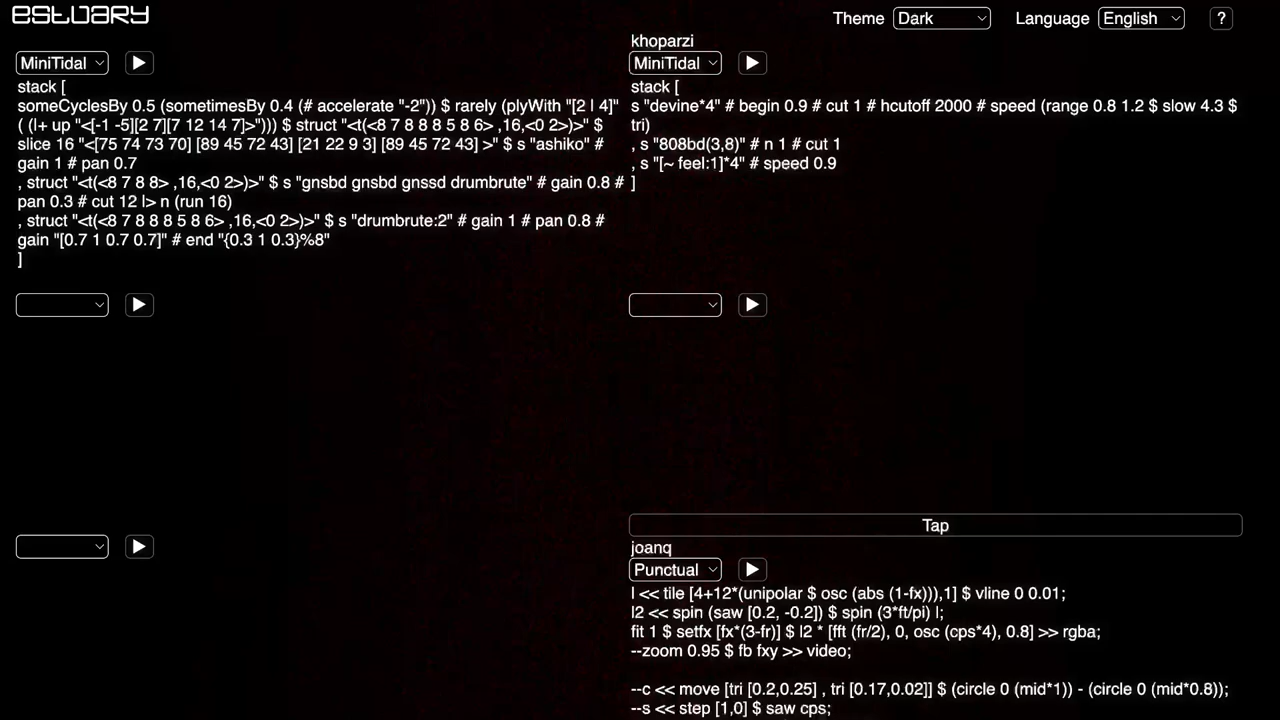 estuary
Theme Dark Language English ?
MiniTidal
stack [
someCyclesBy 0.5 (sometimesBy 0.4 (# accelerate "-2")) $ rarely (plyWith "[2 | 4]"
( (|+ up "<[-1 -5][2 7][7 12 14 7]>"))) $ struct "<t(<8 7 8 8 8 5 8 6> ,16,<0 2>)>" $
slice 16 "<[75 74 73 70] [89 45 72 43] [21 22 9 3] [89 45 72 43] >" $ s "ashiko" #
gain 1 # pan 0.7
, struct "<t(<8 7 8 8> ,16,<0 2>)>" $ s "gnsbd gnsbd gnssd drumbrute" # gain 0.8 #
pan 0.3 # cut 12 |> n (run 16)
, struct "<t(<8 7 8 8 8 5 8 6> ,16,<0 2>)>" $ s "drumbrute:2" # gain 1 # pan 0.8 #
gain "[0.7 1 0.7 0.7]" # end "{0.3 1 0.3}%8"
]
khoparzi
MiniTidal
stack [
s "devine*4" # begin 0.9 # cut 1 # hcutoff 2000 # speed (range 0.8 1.2 $ slow 4.3 $
tri)
, s "808bd(3,8)" # n 1 # cut 1
, s "[~ feel:1]*4" # speed 0.9
]
Tap
joanq
Punctual
l << tile [4+12*(unipolar $ osc (abs (1-fx))),1] $ vline 0 0.01;
l2 << spin (saw [0.2, -0.2]) $ spin (3*ft/pi) l;
fit 1 $ setfx [fx*(3-fr)] $ l2 * [fft (fr/2), 0, osc (cps*4), 0.8] >> rgba;
--zoom 0.95 $ fb fxy >> video;
--c << move [tri [0.2,0.25] , tri [0.17,0.02]] $ (circle 0 (mid*1)) - (circle 0 (mid*0.8));
--s << step [1,0] $ saw cps;